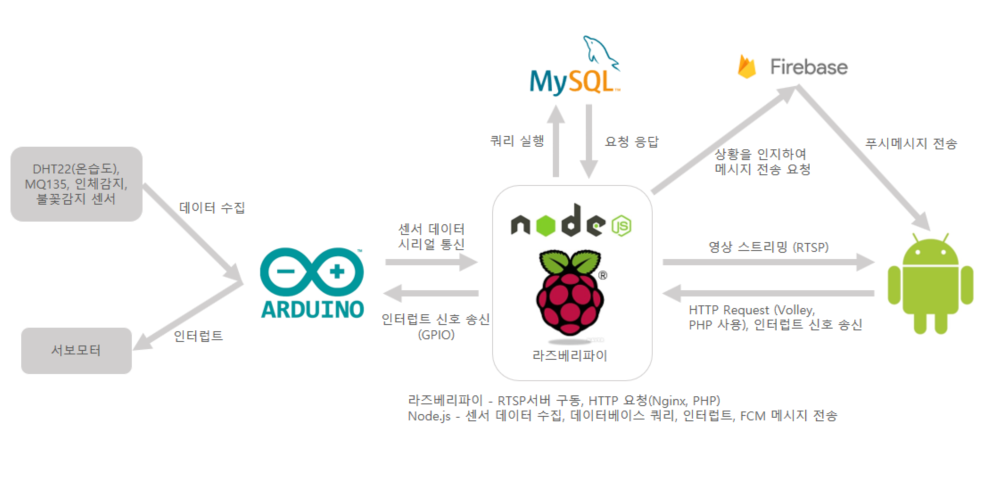 MySQL™
Firebase
쿼리 실행
요청 응답
푸시메시지 전송
상황을 인지하여
메시지 전송 요청
DHT22(온습도),
MQ135, 인체감지,
불꽃감지 센서
데이터 수집
node
JS
센서 데이터
시리얼 통신
영상 스트리밍 (RTSP)
ARDUINO
™
®
인터럽트 신호 송신
(GPIO)
HTTP Request (Volley,
PHP 사용), 인터럽트 신호 송신
인터럽트
서보모터
라즈베리파이
라즈베리파이 - RTSP서버 구동, HTTP 요청(Nginx, PHP)
Node.js - 센서 데이터 수집, 데이터베이스 쿼리, 인터럽트, FCM 메시지 전송